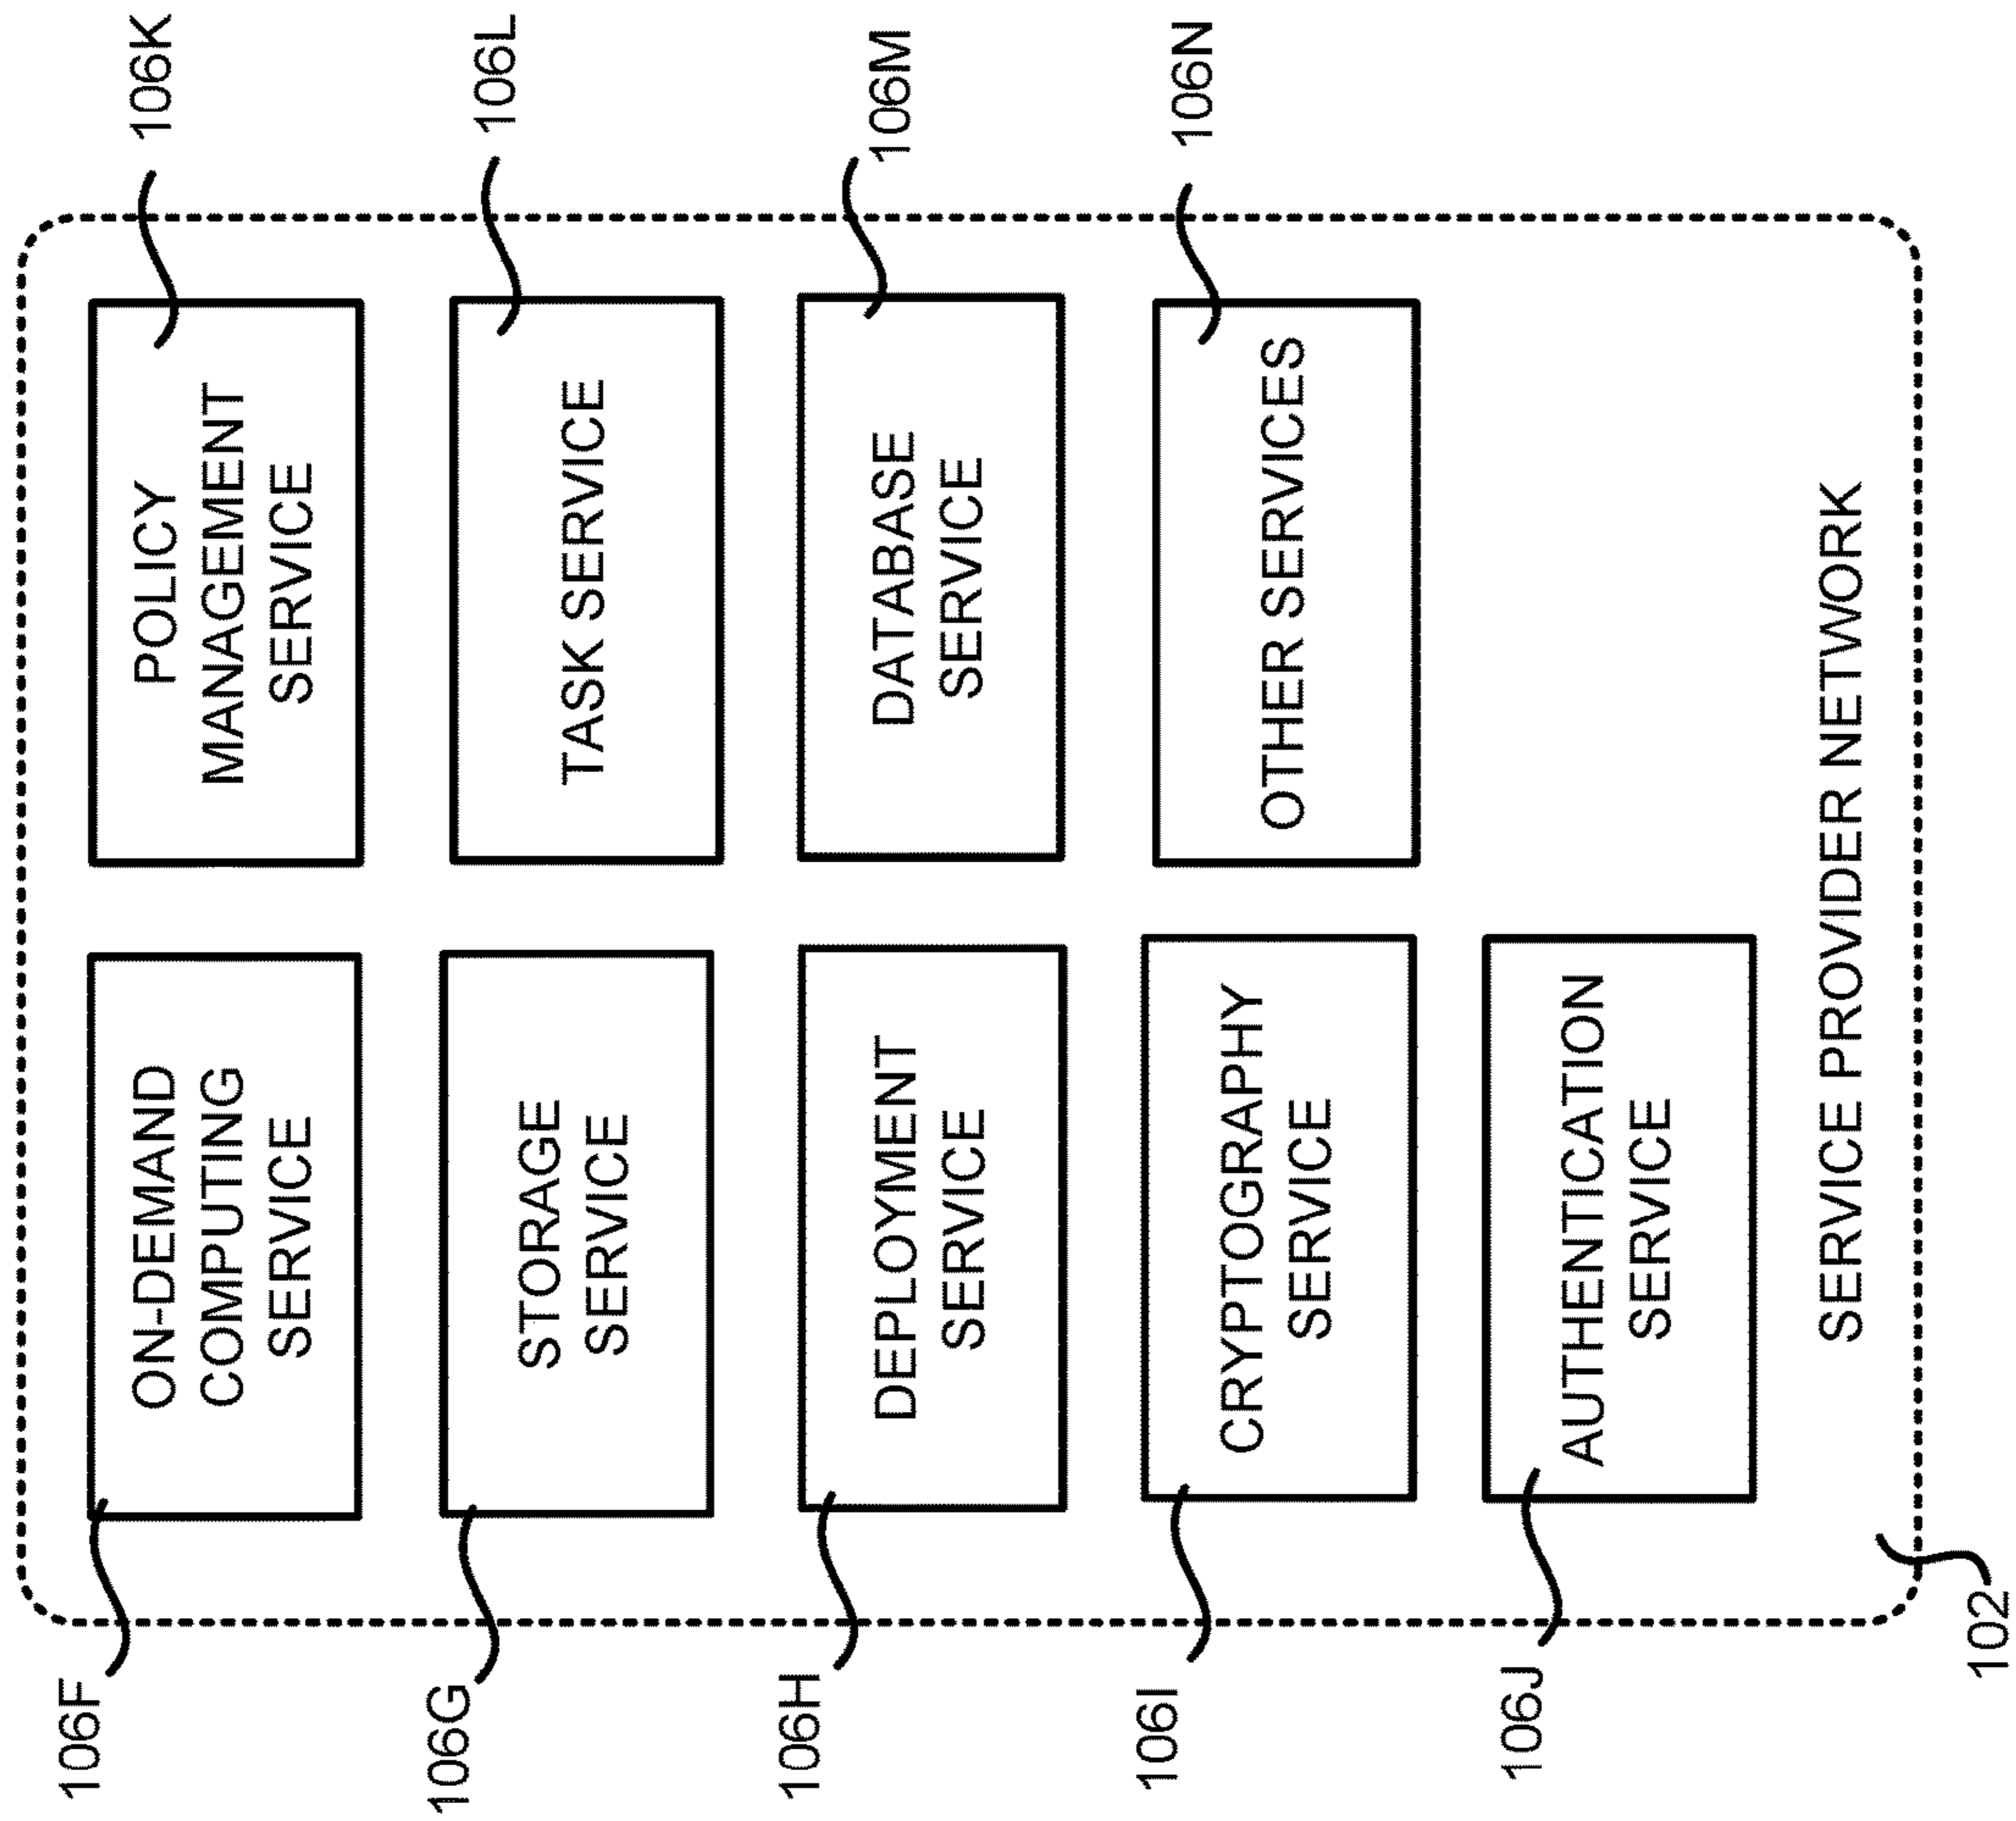 106F
ON-DEMAND
COMPUTING
SERVICE
106G
STORAGE
SERVICE
106H
DEPLOYMENT
SERVICE
106I
CRYPTOGRAPHY
SERVICE
106J
AUTHENTICATION
SERVICE
106K
POLICY
MANAGEMENT
SERVICE
106L
TASK SERVICE
106M
DATABASE
SERVICE
106N
OTHER SERVICES
SERVICE PROVIDER NETWORK
102